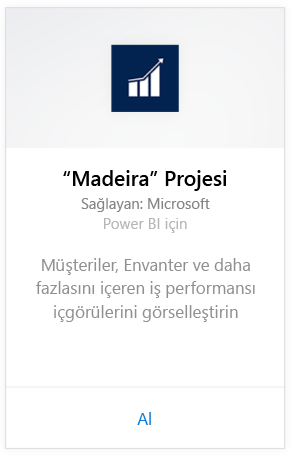 “Madeira” Projesi
Sağlayan: Microsoft
Power BI için
Müşteriler, Envanter ve daha
fazlasını içeren iş performansı
içgörülerini görselleştirin
Al